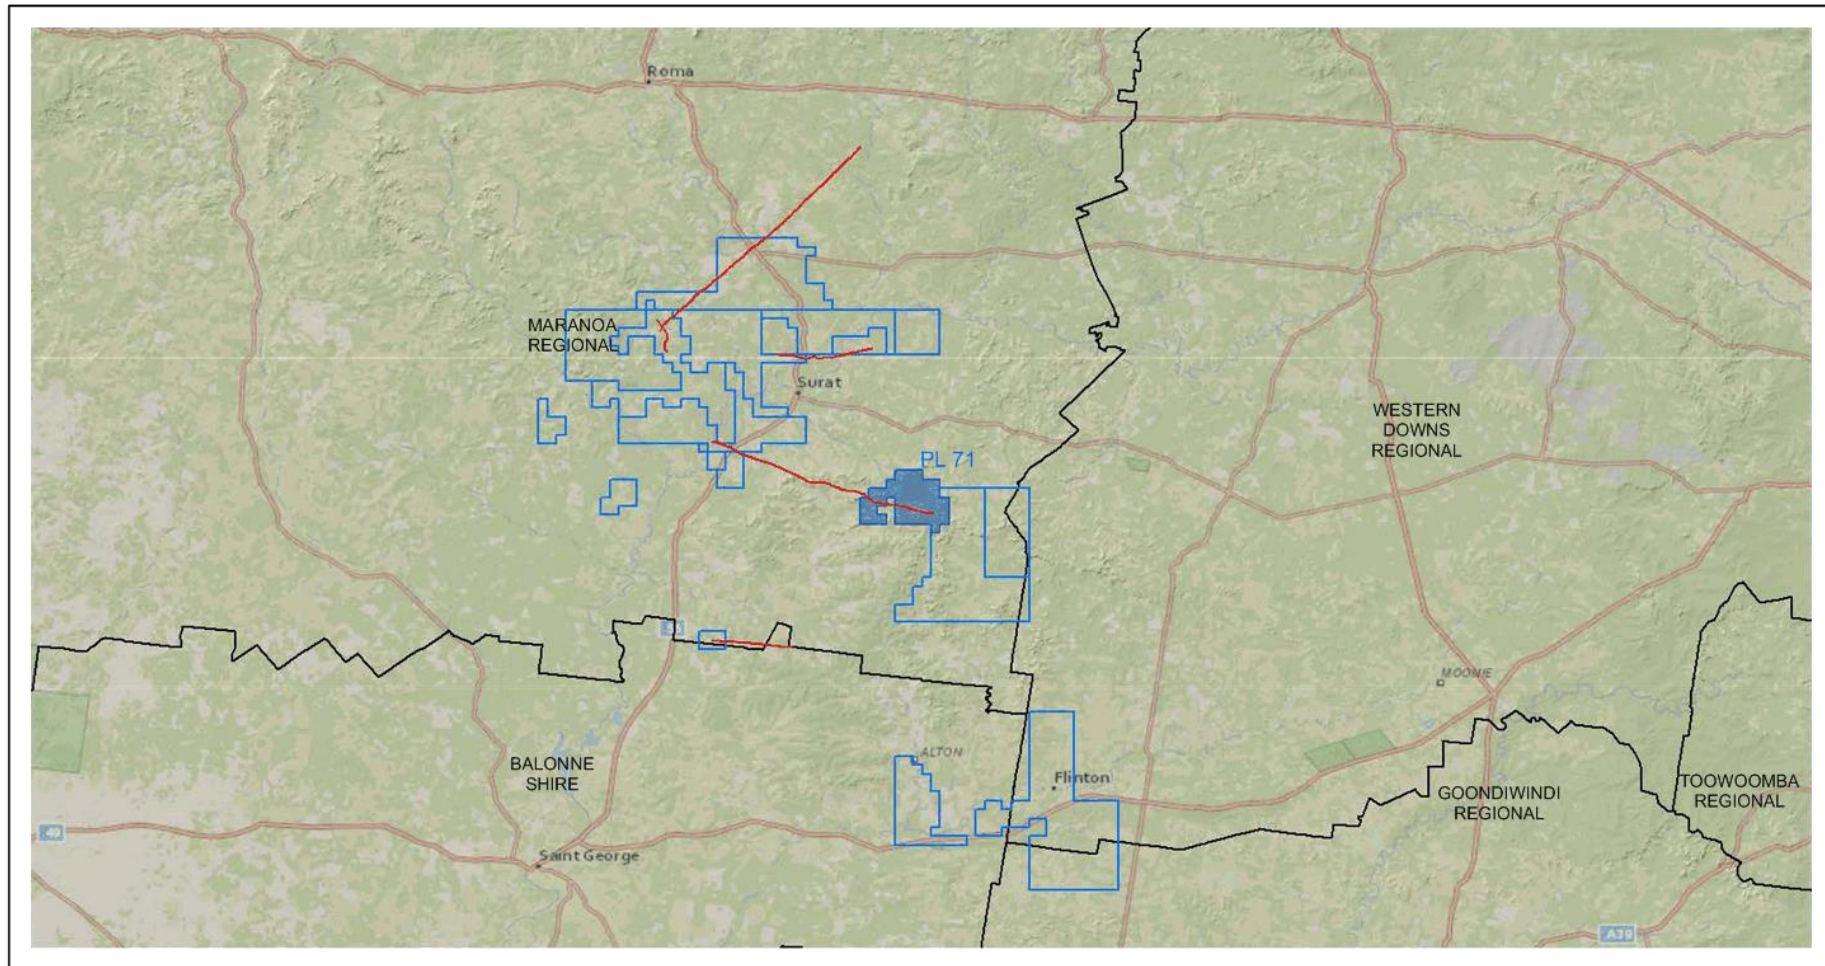 Roma
MARANOA
REGIONAL
Surat
WESTERN
DOWNS
REGIONAL
PL 71
MOONIE
ALTON
BALONNE
SHIRE
Flinton
GOONDIWINDI
REGIONAL
TOOWOOMBA
REGIONAL
49
Saint George
A39